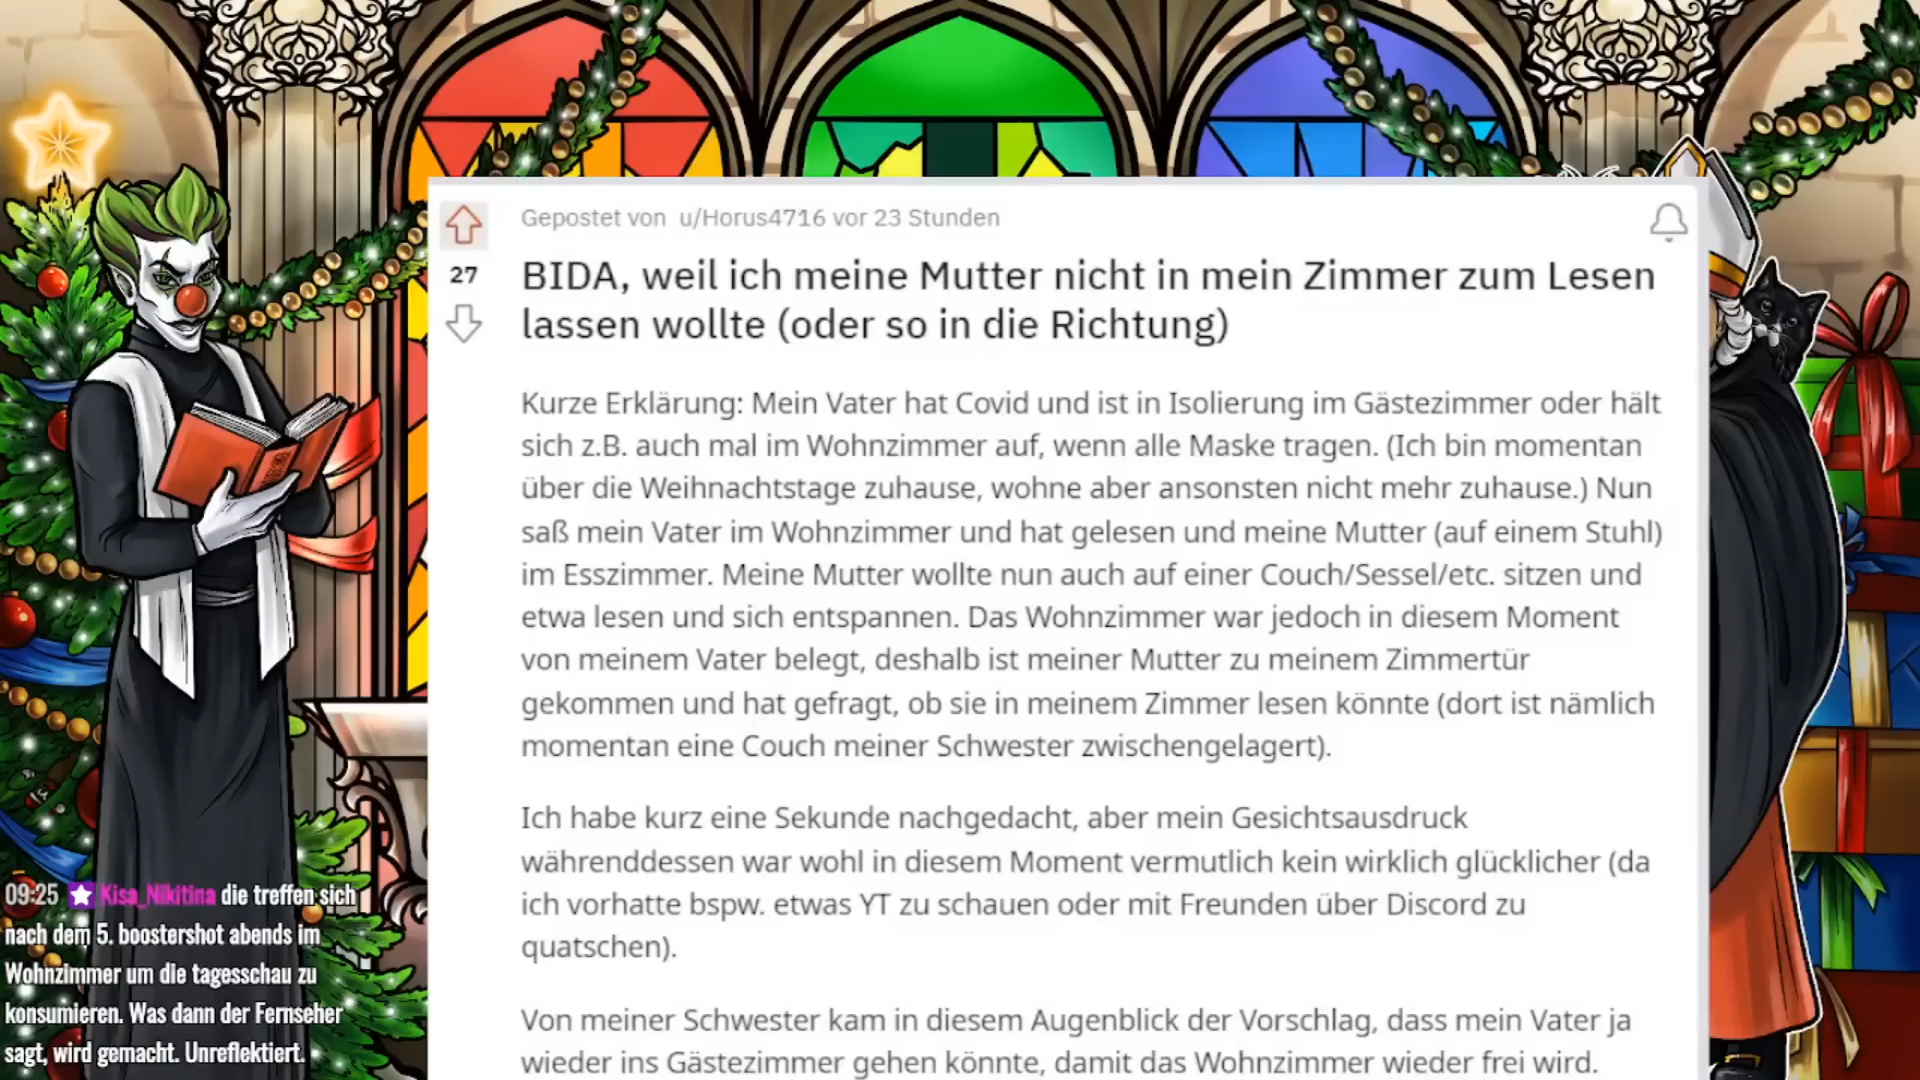 Gepostet von u/Horus4716 vor 23 Stunden
27
BIDA, weil ich meine Mutter nicht in mein Zimmer zum Lesen
lassen wollte (oder so in die Richtung)
Kurze Erklärung: Mein Vater hat Covid und ist in Isolierung im Gästezimmer oder hält
sich z.B. auch mal im Wohnzimmer auf, wenn alle Maske tragen. (Ich bin momentan
über die Weihnachtstage zuhause, wohne aber ansonsten nicht mehr zuhause.) Nun
saß mein Vater im Wohnzimmer und hat gelesen und meine Mutter (auf einem Stuhl)
im Esszimmer. Meine Mutter wollte nun auch auf einer Couch/Sessel/etc. sitzen und
etwa lesen und sich entspannen. Das Wohnzimmer war jedoch in diesem Moment
von meinem Vater belegt, deshalb ist meiner Mutter zu meinem Zimmertür
gekommen und hat gefragt, ob sie in meinem Zimmer lesen könnte (dort ist nämlich
momentan eine Couch meiner Schwester zwischengelagert).
Ich habe kurz eine Sekunde nachgedacht, aber mein Gesichtsausdruck
währenddessen war wohl in diesem Moment vermutlich kein wirklich glücklicher (da
ich vorhatte bspw. etwas YT zu schauen oder mit Freunden über Discord zu
quatschen).
Von meiner Schwester kam in diesem Augenblick der Vorschlag, dass mein Vater ja
wieder ins Gästezimmer gehen könnte, damit das Wohnzimmer wieder frei wird.
09:25 Kisa_Nikitina die treffen sich
nach dem 5. boostershot abends im
Wohnzimmer um die tagesschau zu
konsumieren. Was dann der Fernseher
sagt, wird gemacht. Unreflektiert.